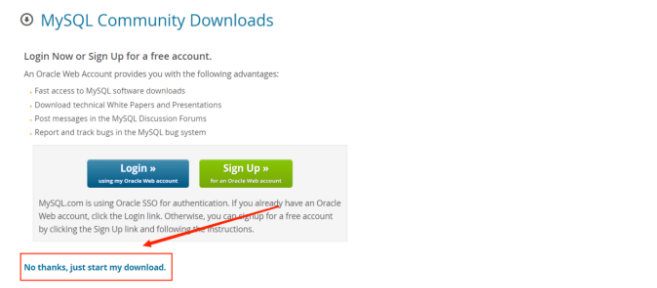 MySQL Community Downloads
Login Now or Sign Up for a free account.
An Oracle Web Account provides you with the following advantages:
Fast access to MySQL software downloads
Download technical White Papers and Presentations
Post messages in the MySQL Discussion Forums
Report and track bugs in the MySQL bug system
Login »
using my Oracle Web account
Sign Up »
for an Oracle Web account
MySQL.com is using Oracle SSO for authentication. If you already have an Oracle
Web account, click the Login link. Otherwise, you can signup for a free account
by clicking the Sign Up link and following the instructions.
No thanks, just start my download.